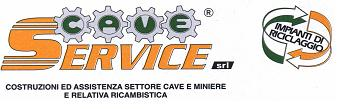 CAVE ®
SERVICE srl
IMPIANTI DI
RICICLAGGIO
COSTRUZIONI ED ASSISTENZA SETTORE CAVE E MINIERE
E RELATIVA RICAMBISTICA